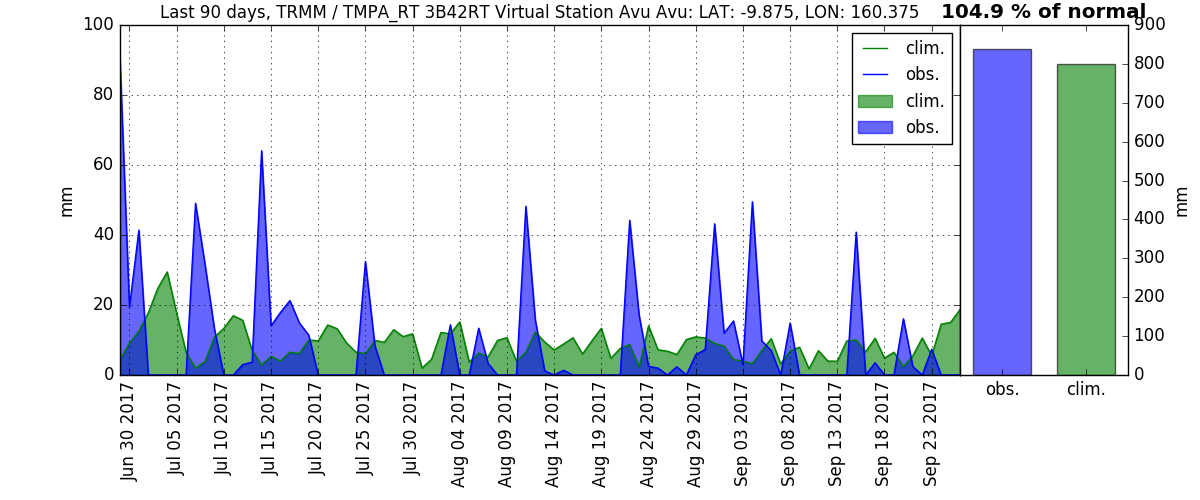 Last 90 days, TRMM / TMPA_RT 3B42RT Virtual Station Avu Avu: LAT: -9.875, LON: 160.375
104.9 % of normal
mm
100
80
60
40
20
0
clim.
obs.
clim.
obs.
900
800
700
600
500
400
300
200
100
0
mm
Jun 30 2017
Jul 05 2017
Jul 10 2017
Jul 15 2017
Jul 20 2017
Jul 25 2017
Jul 30 2017
Aug 04 2017
Aug 09 2017
Aug 14 2017
Aug 19 2017
Aug 24 2017
Aug 29 2017
Sep 03 2017
Sep 08 2017
Sep 13 2017
Sep 18 2017
Sep 23 2017
obs.
clim.